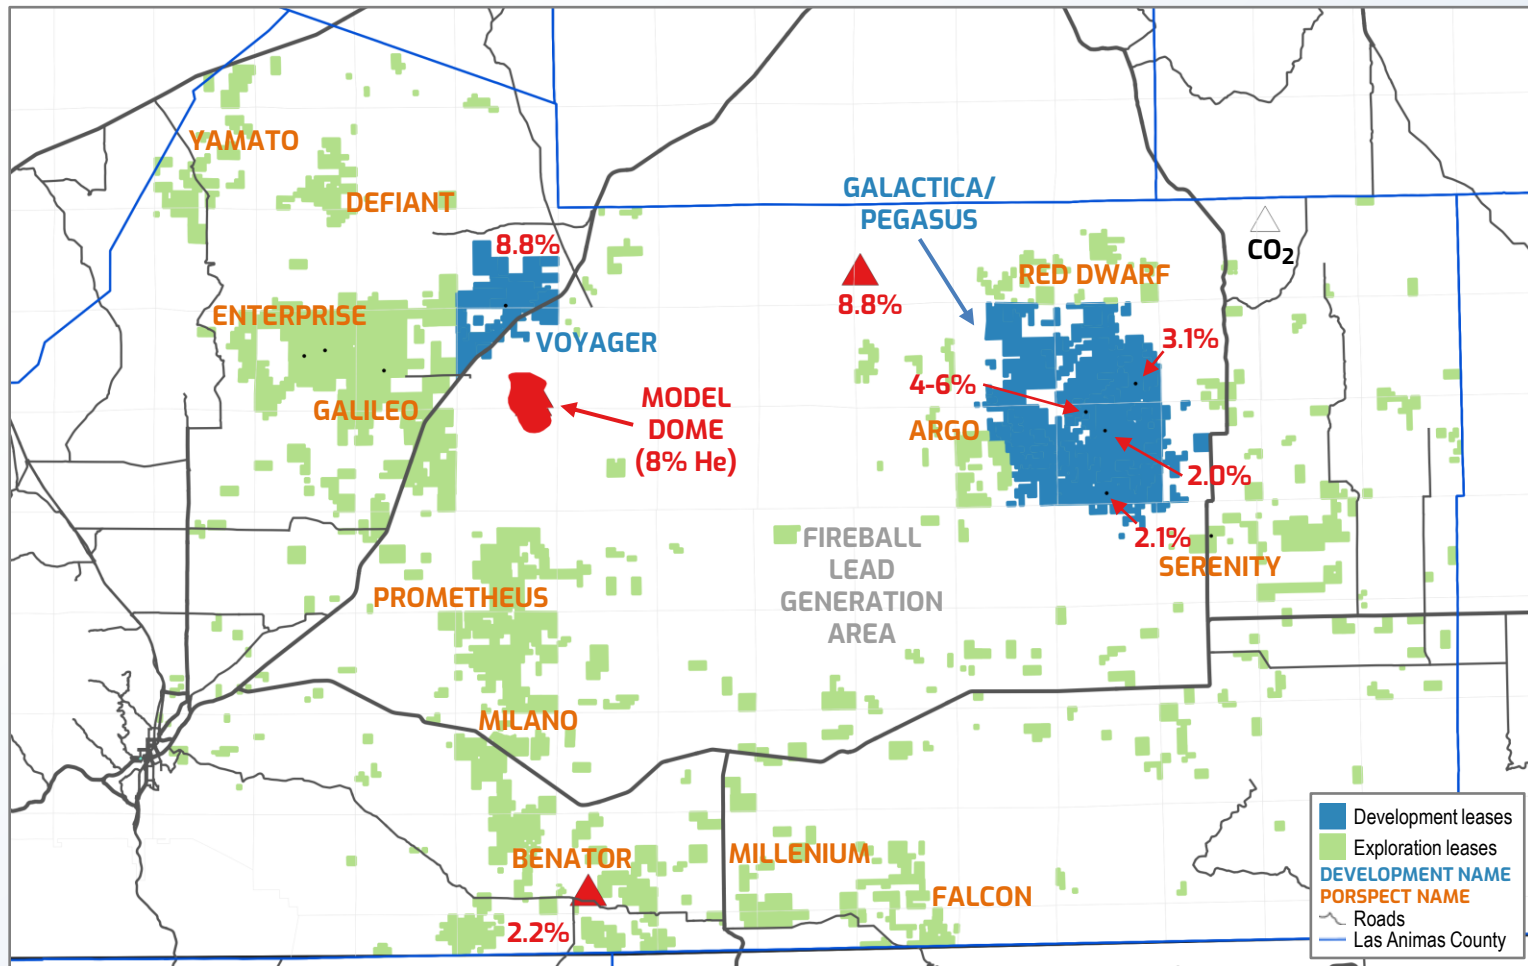 YAMATO
DEFIANT
GALACTICA/
PEGASUS
8.8%
CO2
RED DWARF
8.8%
ENTERPRISE
VOYAGER
3.1%
4-6%
MODEL
DOME
(8% He)
GALILEO
ARGO
2.0%
FIREBALL
LEAD
GENERATION
AREA
2.1%
SERENITY
PROMETHEUS
MILANO
BENATOR
MILLENIUM
FALCON
2.2%
Development leases
Exploration leases
DEVELOPMENT NAME
PORSPECT NAME
Roads
Las Animas County